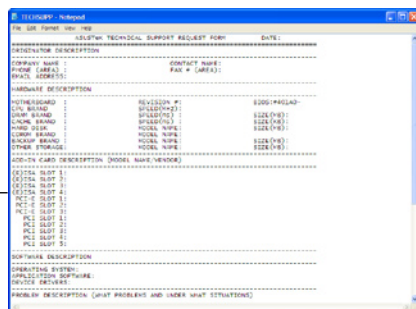 TECHSUPP - Notepad
File Edit Format View Help
ASUSTeK TECHNICAL SUPPORT REQUEST FORM DATE:
ORIGINATOR DESCRIPTION
COMPANY NAME : CONTACT NAME:
PHONE (AREA) : FAX # (AREA):
EMAIL ADDRESS:
HARDWARE DESCRIPTION
MOTHERBOARD : REVISION #: BIOS:#401A0-
CPU BRAND : SPEED(MHz):
DRAM BRAND : SPEED(NS) : SIZE(MB):
CACHE BRAND : SPEED(NS) : SIZE(KB):
HARD DISK : MODEL NAME: SIZE(MB):
CDROM BRAND : MODEL NAME:
BACKUP BRAND : MODEL NAME: SIZE(MB):
OTHER STORAGE: MODEL NAME: SIZE(MB):
ADD-IN CARD DESCRIPTION (MODEL NAME/VENDOR)
(E)ISA SLOT 1:
(E)ISA SLOT 2:
(E)ISA SLOT 3:
(E)ISA SLOT 4:
PCI-E SLOT 1:
PCI-E SLOT 2:
PCI-E SLOT 3:
PCI SLOT 1:
PCI SLOT 2:
PCI SLOT 3:
PCI SLOT 4:
PCI SLOT 5:
SOFTWARE DESCRIPTION
OPERATING SYSTEM:
APPLICATION SOFTWARE:
DEVICE DRIVERS:
PROBLEM DESCRIPTION (WHAT PROBLEMS AND UNDER WHAT SITUATIONS)